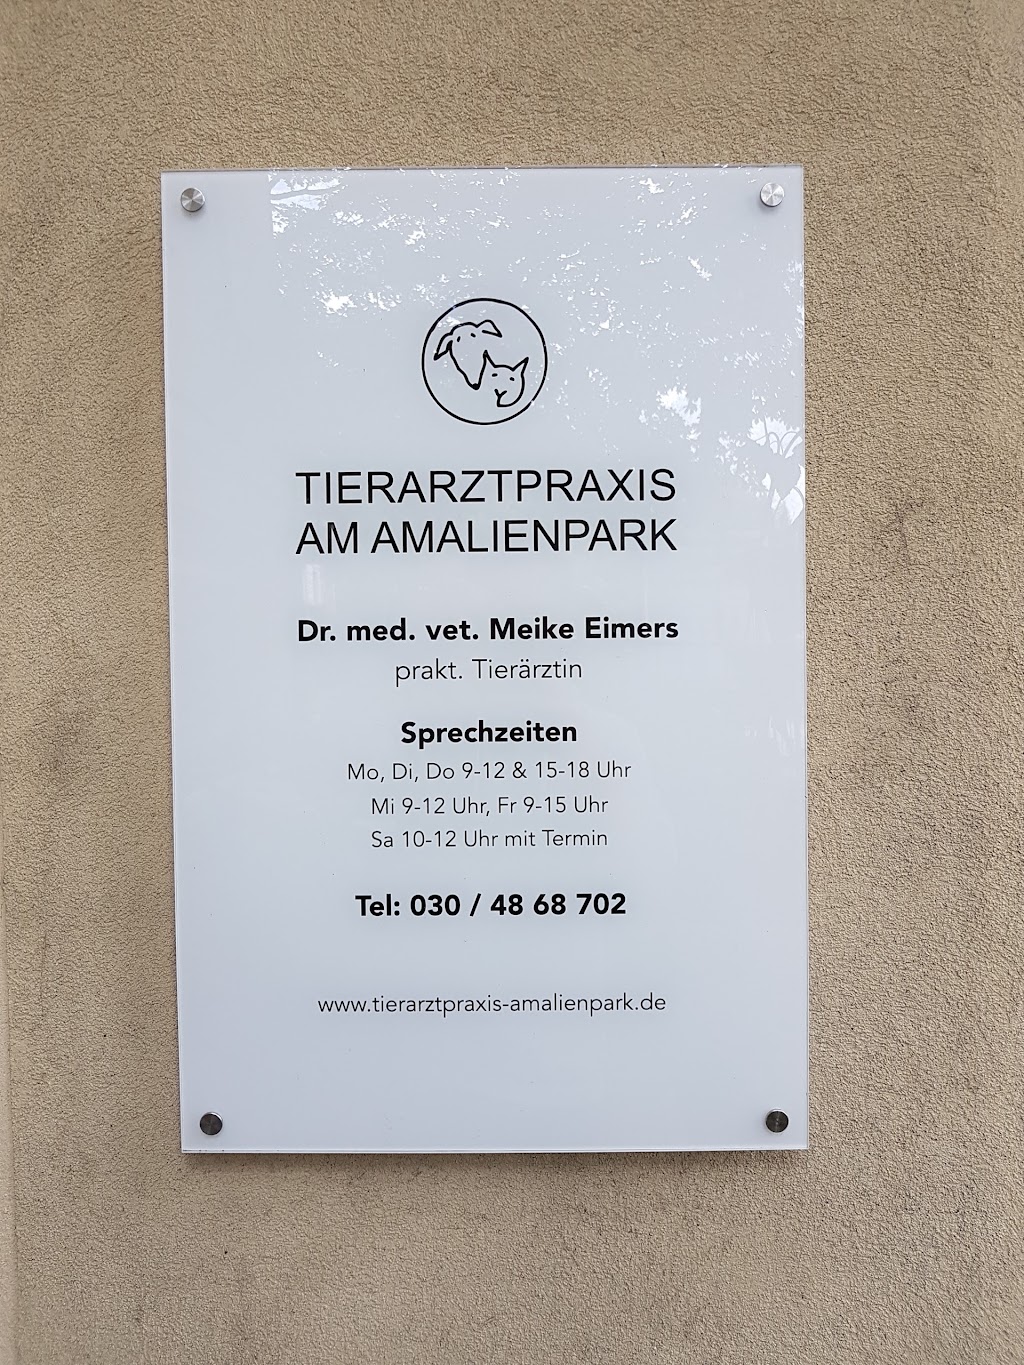 TIERARZTPRAXIS
AM AMALIENPARK
Dr. med. vet. Meike Eimers
prakt. Tierärztin
Sprechzeiten
Mo, Di, Do 9-12 & 15-18 Uhr
Mi 9-12 Uhr, Fr 9-15 Uhr
Sa 10-12 Uhr mit Termin
Tel: 030 / 48 68 702
www.tierarztpraxis-amalienpark.de